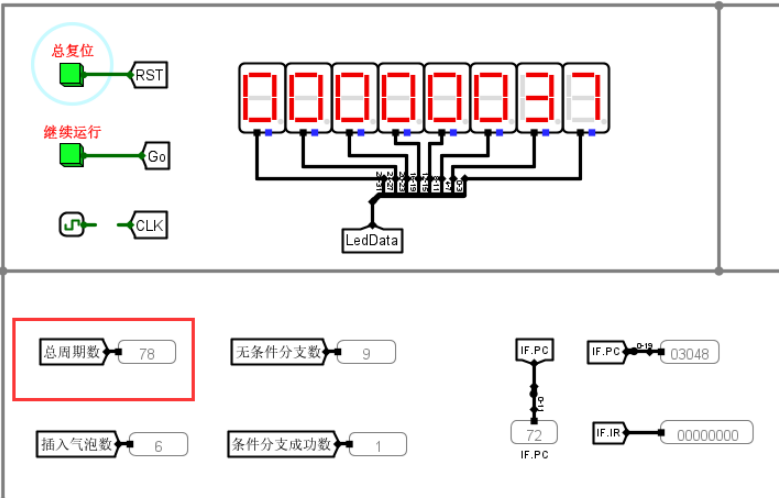 总复位
RST
00000037
继续运行
Go
CLK
LedData
总周期数 78
无条件分支数 9
IF.PC
IF.PC 0-19 03048
插入气泡数 6
条件分支成功数 1
72
IF.PC
IF.IR 00000000